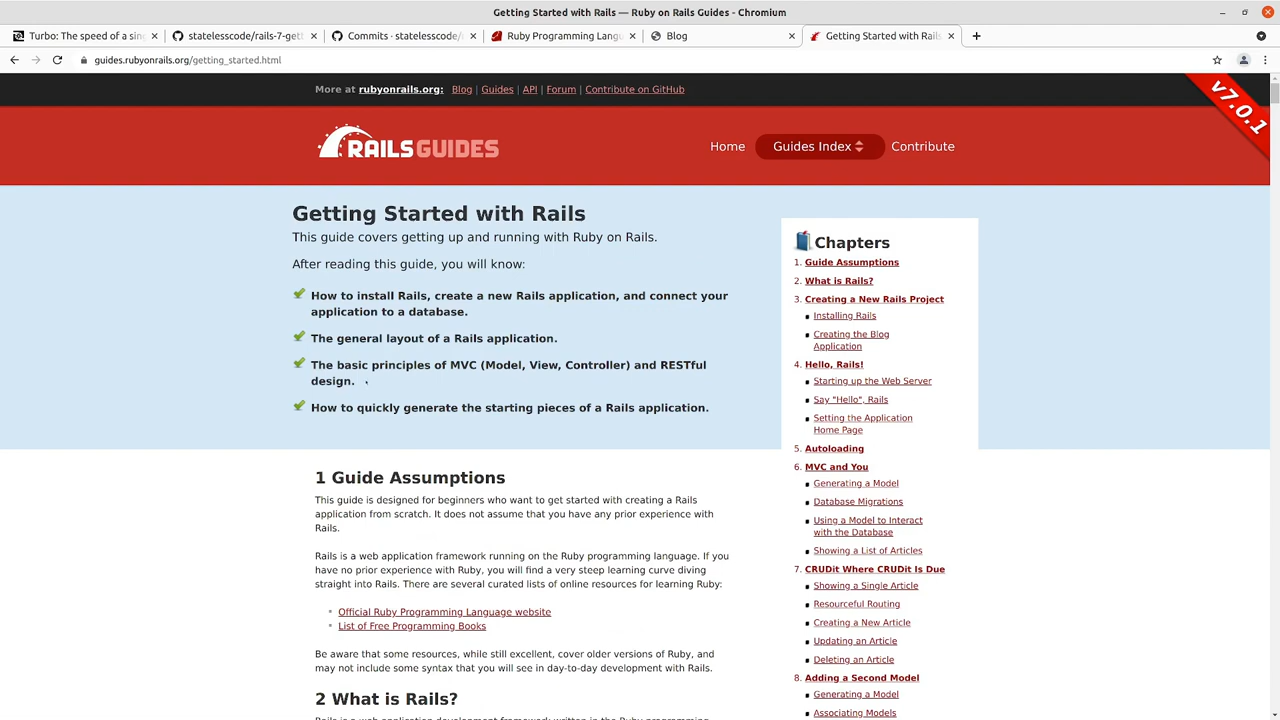 Getting Started with Rails — Ruby on Rails Guides - Chromium
Turbo: The speed of a sin
statelesscode/rails-7-gett
Commits · statelesscode/r
Ruby Programming Langu
Blog
Getting Started with Rails
guides.rubyonrails.org/getting_started.html
More at rubyonrails.org: Blog | Guides | API | Forum | Contribute on GitHub
v7.0.1
RAILSGUIDES
Home
Guides Index
Contribute
Getting Started with Rails
This guide covers getting up and running with Ruby on Rails.
After reading this guide, you will know:
How to install Rails, create a new Rails application, and connect your
application to a database.
The general layout of a Rails application.
The basic principles of MVC (Model, View, Controller) and RESTful
design.
How to quickly generate the starting pieces of a Rails application.
Chapters
1. Guide Assumptions
2. What is Rails?
3. Creating a New Rails Project
Installing Rails
Creating the Blog
Application
4. Hello, Rails!
Starting up the Web Server
Say "Hello", Rails
Setting the Application
Home Page
5. Autoloading
6. MVC and You
Generating a Model
Database Migrations
Using a Model to Interact
with the Database
Showing a List of Articles
7. CRUDit Where CRUDit Is Due
Showing a Single Article
Resourceful Routing
Creating a New Article
Updating an Article
Deleting an Article
8. Adding a Second Model
Generating a Model
Associating Models
1 Guide Assumptions
This guide is designed for beginners who want to get started with creating a Rails
application from scratch. It does not assume that you have any prior experience with
Rails.
Rails is a web application framework running on the Ruby programming language. If you
have no prior experience with Ruby, you will find a very steep learning curve diving
straight into Rails. There are several curated lists of online resources for learning Ruby:
Official Ruby Programming Language website
List of Free Programming Books
Be aware that some resources, while still excellent, cover older versions of Ruby, and
may not include some syntax that you will see in day-to-day development with Rails.
2 What is Rails?
Rails is a web application development framework written in the Ruby programming